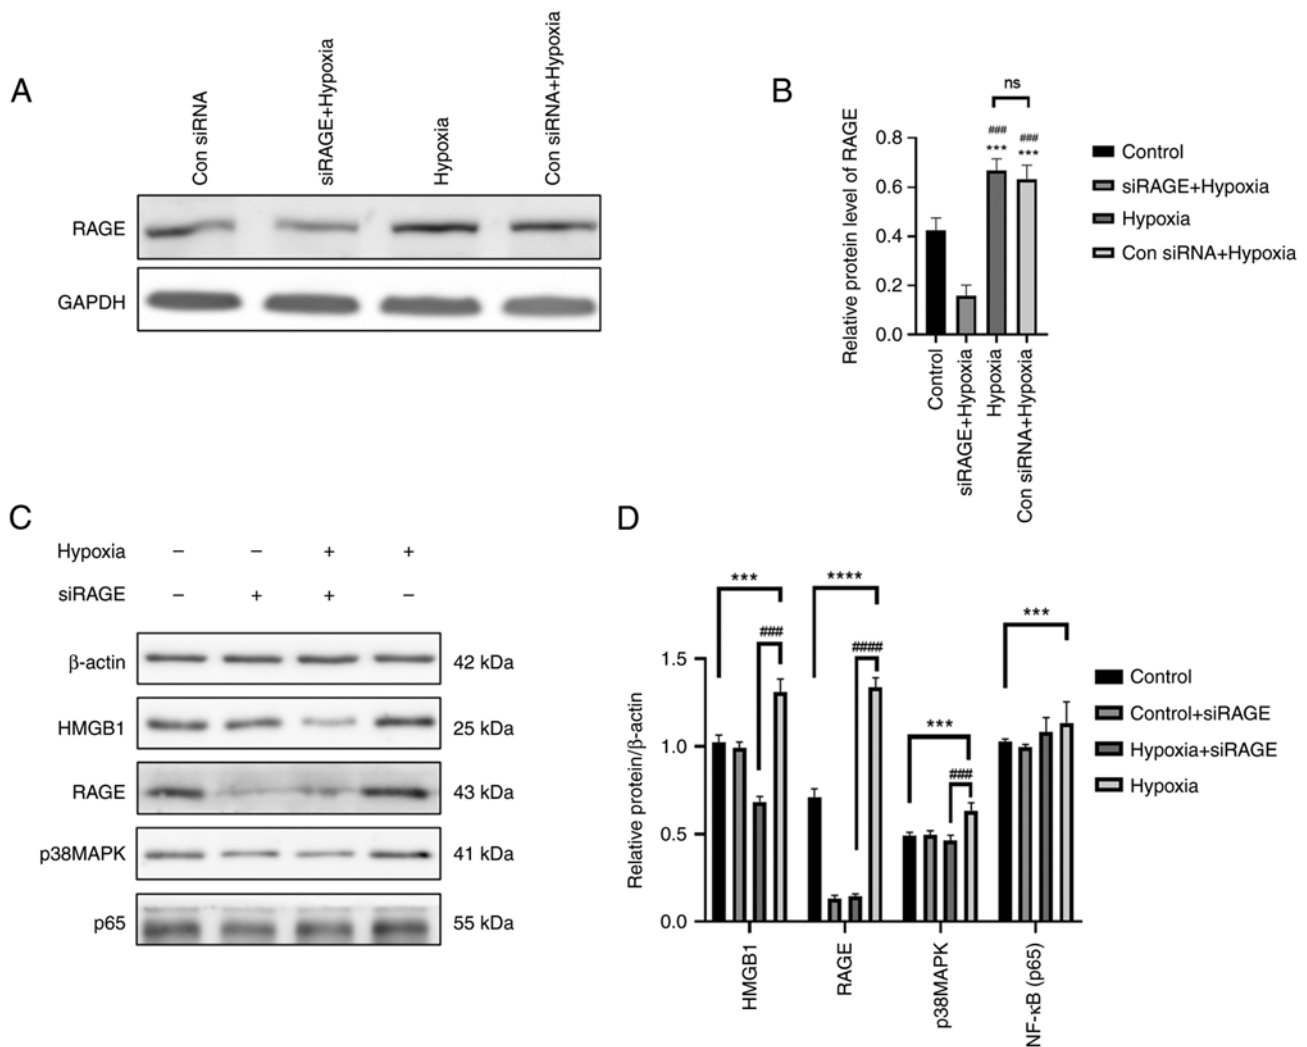 A
Con siRNA
siRAGE+Hypoxia
Hypoxia
Con siRNA+Hypoxia
RAGE
GAPDH
B
ns
###
***
###
***
Relative protein level of RAGE
0.8
0.6
0.4
0.2
0.0
Control
siRAGE+Hypoxia
Hypoxia
Con siRNA+Hypoxia
Control
siRAGE+Hypoxia
Hypoxia
Con siRNA+Hypoxia
C
Hypoxia – – + +
siRAGE – + + –
β-actin 42 kDa
HMGB1 25 kDa
RAGE 43 kDa
p38MAPK 41 kDa
p65 55 kDa
D
***
###
****
####
***
###
***
Relative protein/β-actin
1.5
1.0
0.5
0.0
HMGB1
RAGE
p38MAPK
NF-κB (p65)
Control
Control+siRAGE
Hypoxia+siRAGE
Hypoxia